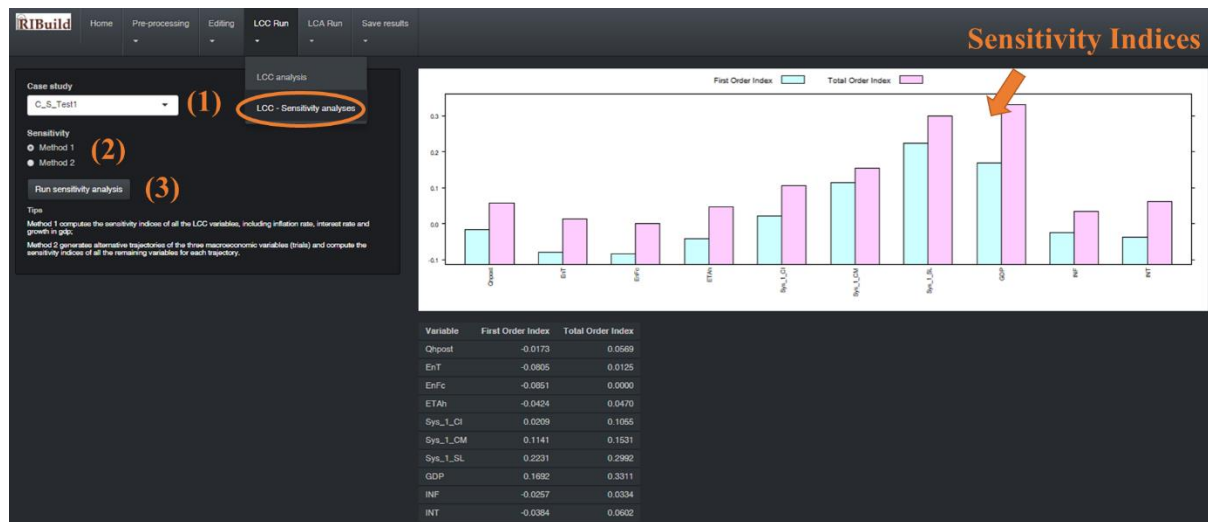 RIBuild
Home
Pre-processing
Editing
LCC Run
LCA Run
Save results
Sensitivity Indices
LCC analysis
LCC - Sensitivity analyses
Case study
C_S_Test1
(1)
Sensitivity
Method 1
Method 2
(2)
Run sensitivity analysis
(3)
Tips
Method 1 computes the sensitivity indices of all the LCC variables, including inflation rate, interest rate and
growth in gdp;
Method 2 generates alternative trajectories of the three macroeconomic variables (trials) and compute the
sensitivity indices of all the remaining variables for each trajectory.
First Order Index
Total Order Index
0.3
0.2
0.1
0.0
-0.1
Qhpost
EnT
EnFc
ETAh
Sys_1_CI
Sys_1_CM
Sys_1_SL
GDP
INF
INT
Variable First Order Index Total Order Index
Qhpost -0.0173 0.0569
EnT -0.0805 0.0125
EnFc -0.0851 0.0000
ETAh -0.0424 0.0470
Sys_1_CI 0.0209 0.1055
Sys_1_CM 0.1141 0.1531
Sys_1_SL 0.2231 0.2992
GDP 0.1692 0.3311
INF -0.0257 0.0334
INT -0.0384 0.0602